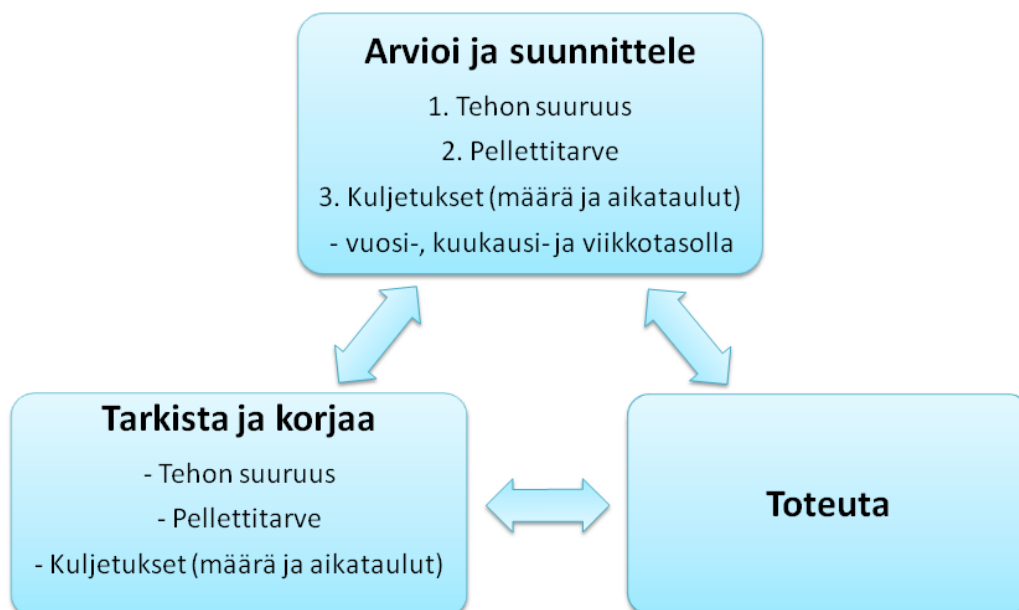 Arvioi ja suunnittele
1. Tehon suuruus
2. Pellettitarve
3. Kuljetukset (määrä ja aikataulut)
- vuosi-, kuukausi- ja viikkotasolla
Tarkista ja korjaa
- Tehon suuruus
- Pellettitarve
- Kuljetukset (määrä ja aikataulut)
Toteuta